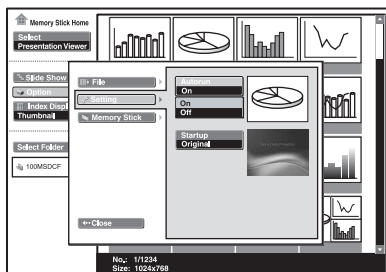 Memory Stick Home
Select
Presentation Viewer
Slide Show
Option
Index Displ
Thumbnail
Select Folder
100MSDCF
File
Setting
Memory Stick
Close
Autorun
On
On
Off
Startup
Original
No.: 1/1234
Size: 1024x768